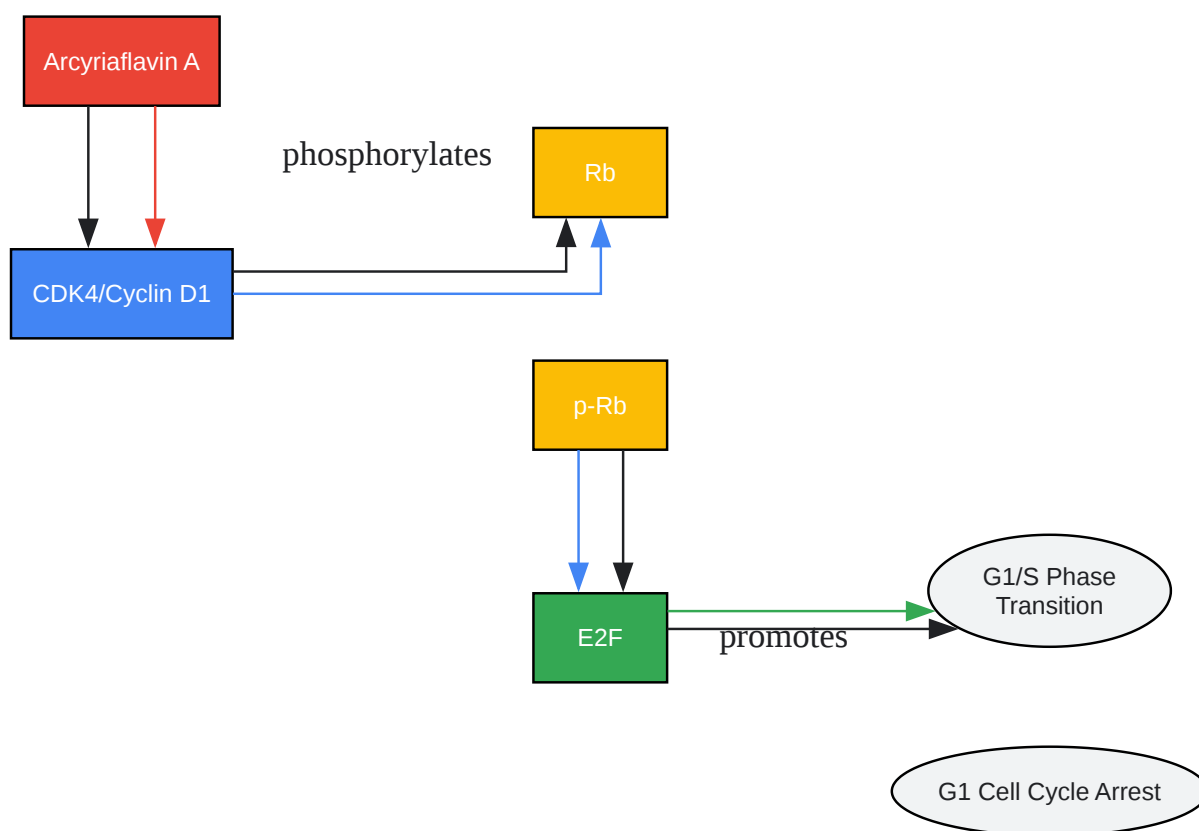 Arcyriaflavin A
phosphorylates
Rb
CDK4/Cyclin D1
p-Rb
G1/S Phase
Transition
E2F
promotes
G1 Cell Cycle Arrest